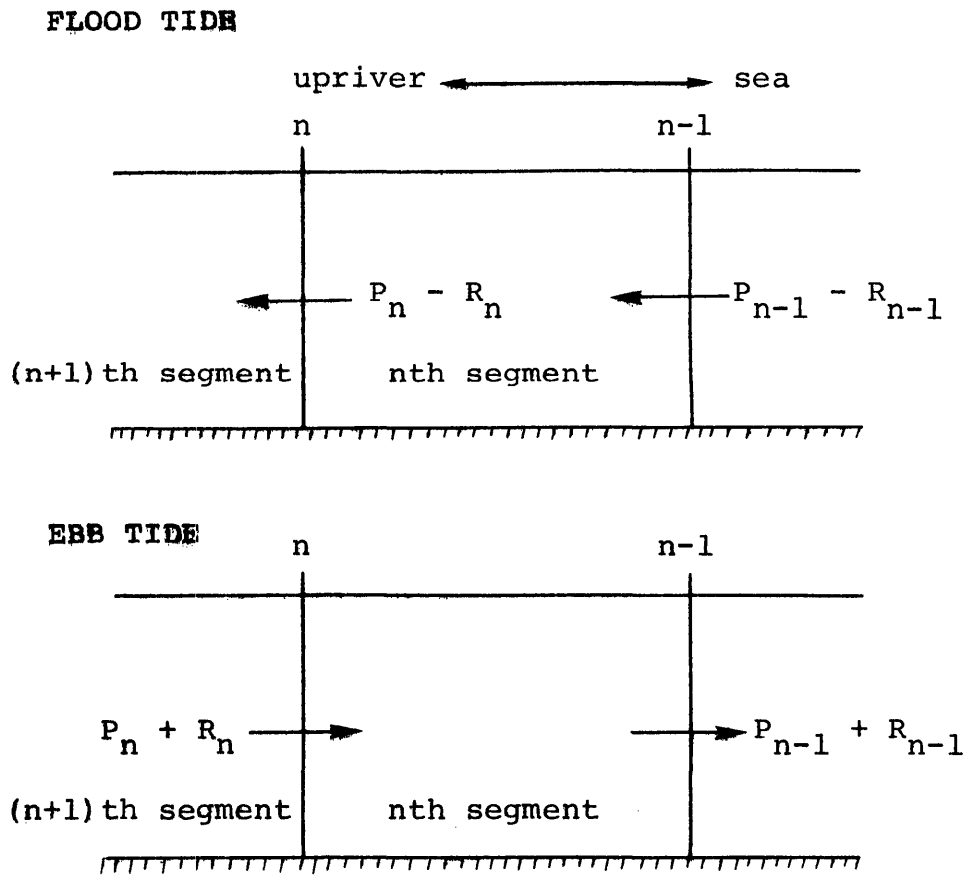 FLOOD TIDE
upriver sea
n n-1
P_n - R_n P_{n-1} - R_{n-1}
(n+1)th segment nth segment
EBB TIDE
n n-1
P_n + R_n P_{n-1} + R_{n-1}
(n+1)th segment nth segment